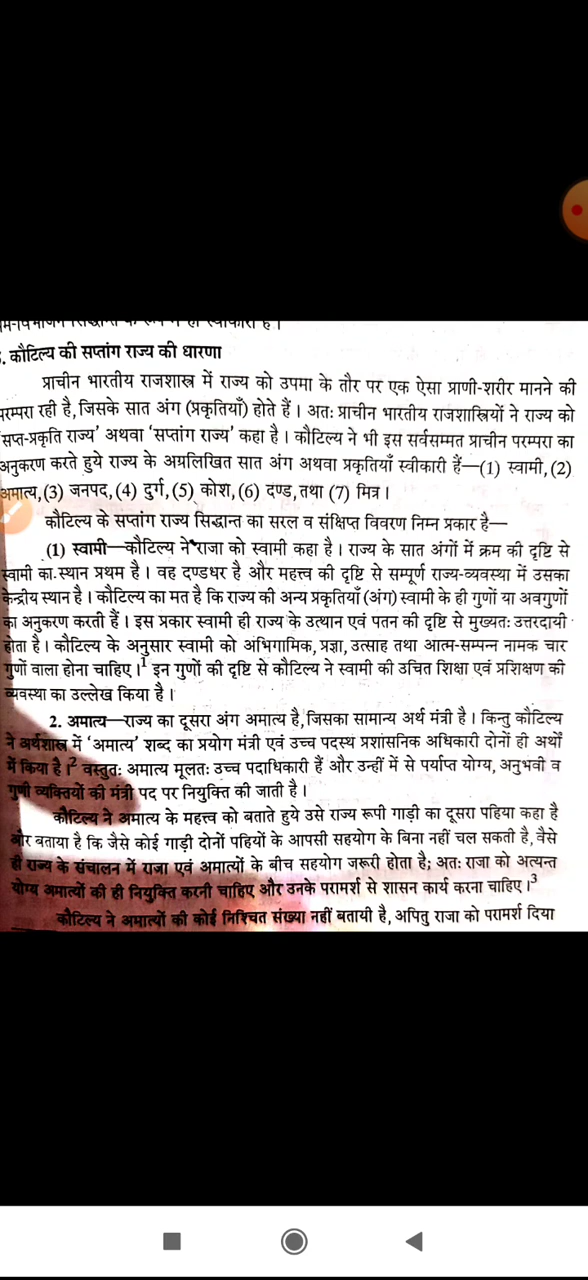 . कौटिल्य की सप्तांग राज्य की धारणा
प्राचीन भारतीय राजशास्त्र में राज्य को उपमा के तौर पर एक ऐसा प्राणी-शरीर मानने की
परम्परा रही है, जिसके सात अंग (प्रकृतियाँ) होते हैं। अतः प्राचीन भारतीय राजशास्त्रियों ने राज्य को
'सप्त-प्रकृति राज्य' अथवा 'सप्तांग राज्य' कहा है। कौटिल्य ने भी इस सर्वसम्मत प्राचीन परम्परा का
अनुकरण करते हुये राज्य के अग्रलिखित सात अंग अथवा प्रकृतियाँ स्वीकारी हैं—(1) स्वामी, (2)
अमात्य, (3) जनपद, (4) दुर्ग, (5) कोश, (6) दण्ड, तथा (7) मित्र।
कौटिल्य के सप्तांग राज्य सिद्धान्त का सरल व संक्षिप्त विवरण निम्न प्रकार है—
(1) स्वामी—कौटिल्य ने राजा को स्वामी कहा है। राज्य के सात अंगों में क्रम की दृष्टि से
स्वामी का स्थान प्रथम है। वह दण्डधर है और महत्त्व की दृष्टि से सम्पूर्ण राज्य-व्यवस्था में उसका
केन्द्रीय स्थान है। कौटिल्य का मत है कि राज्य की अन्य प्रकृतियाँ (अंग) स्वामी के ही गुणों या अवगुणों
का अनुकरण करती हैं। इस प्रकार स्वामी ही राज्य के उत्थान एवं पतन की दृष्टि से मुख्यतः उत्तरदायी
होता है। कौटिल्य के अनुसार स्वामी को अभिगामिक, प्रज्ञा, उत्साह तथा आत्म-सम्पन्न नामक चार
गुणों वाला होना चाहिए।1 इन गुणों की दृष्टि से कौटिल्य ने स्वामी की उचित शिक्षा एवं प्रशिक्षण की
व्यवस्था का उल्लेख किया है।
2. अमात्य—राज्य का दूसरा अंग अमात्य है, जिसका सामान्य अर्थ मंत्री है। किन्तु कौटिल्य
ने अर्थशास्त्र में 'अमात्य' शब्द का प्रयोग मंत्री एवं उच्च पदस्थ प्रशासनिक अधिकारी दोनों ही अर्थों
में किया है।2 वस्तुतः अमात्य मूलतः उच्च पदाधिकारी हैं और उन्हीं में से पर्याप्त योग्य, अनुभवी व
गुणी व्यक्तियों की मंत्री पद पर नियुक्ति की जाती है।
कौटिल्य ने अमात्य के महत्त्व को बताते हुये उसे राज्य रूपी गाड़ी का दूसरा पहिया कहा है
और बताया है कि जैसे कोई गाड़ी दोनों पहियों के आपसी सहयोग के बिना नहीं चल सकती है, वैसे
ही राज्य के संचालन में राजा एवं अमात्यों के बीच सहयोग जरूरी होता है; अतः राजा को अत्यन्त
योग्य अमात्यों की ही नियुक्ति करनी चाहिए और उनके परामर्श से शासन कार्य करना चाहिए।3
कौटिल्य ने अमात्यों की कोई निश्चित संख्या नहीं बतायी है, अपितु राजा को परामर्श दिया